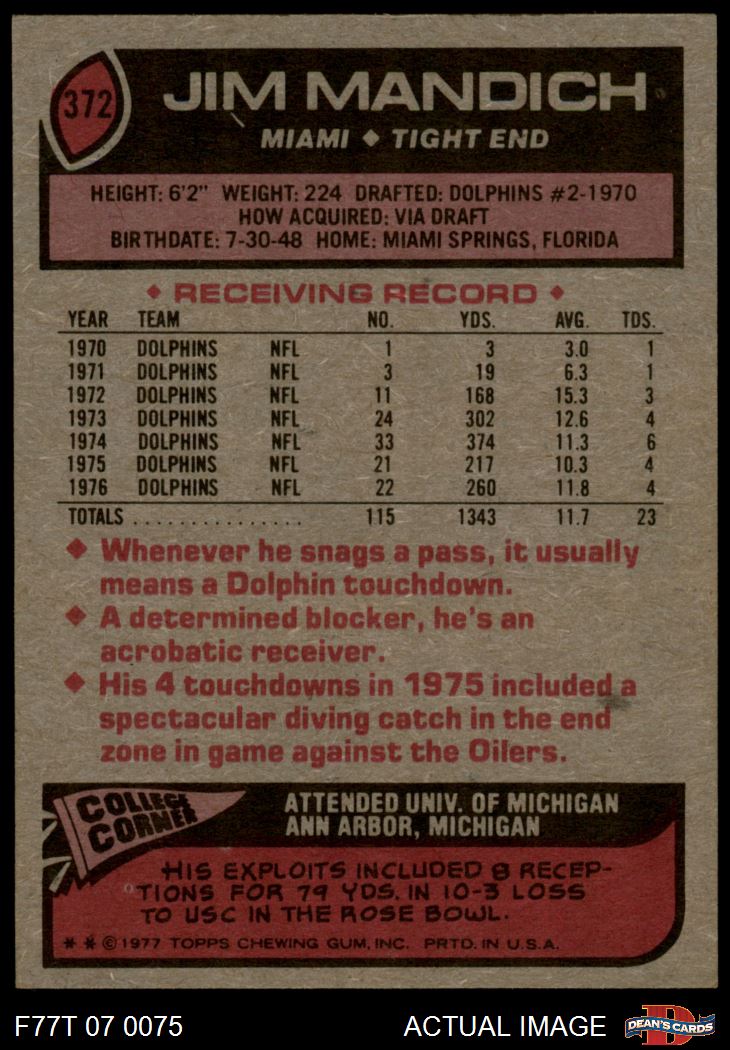 372
JIM MANDICH
MIAMI ◆ TIGHT END
HEIGHT: 6'2" WEIGHT: 224 DRAFTED: DOLPHINS #2-1970
HOW ACQUIRED: VIA DRAFT
BIRTHDATE: 7-30-48 HOME: MIAMI SPRINGS, FLORIDA
◆ RECEIVING RECORD ◆
YEAR TEAM NO. YDS. AVG. TDS.
1970 DOLPHINS NFL 1 3 3.0 1
1971 DOLPHINS NFL 3 19 6.3 1
1972 DOLPHINS NFL 11 168 15.3 3
1973 DOLPHINS NFL 24 302 12.6 4
1974 DOLPHINS NFL 33 374 11.3 6
1975 DOLPHINS NFL 21 217 10.3 4
1976 DOLPHINS NFL 22 260 11.8 4
TOTALS ................ 115 1343 11.7 23
◆ Whenever he snags a pass, it usually
means a Dolphin touchdown.
◆ A determined blocker, he's an
acrobatic receiver.
◆ His 4 touchdowns in 1975 included a
spectacular diving catch in the end
zone in game against the Oilers.
COLLEGE
CORNER
ATTENDED UNIV. OF MICHIGAN
ANN ARBOR, MICHIGAN
HIS EXPLOITS INCLUDED 8 RECEP-
TIONS FOR 79 YDS. IN 10-3 LOSS
TO USC IN THE ROSE BOWL.
* * © 1977 TOPPS CHEWING GUM, INC. PRTD. IN U.S.A.
F77T 07 0075 ACTUAL IMAGE
D
DEAN'S CARDS